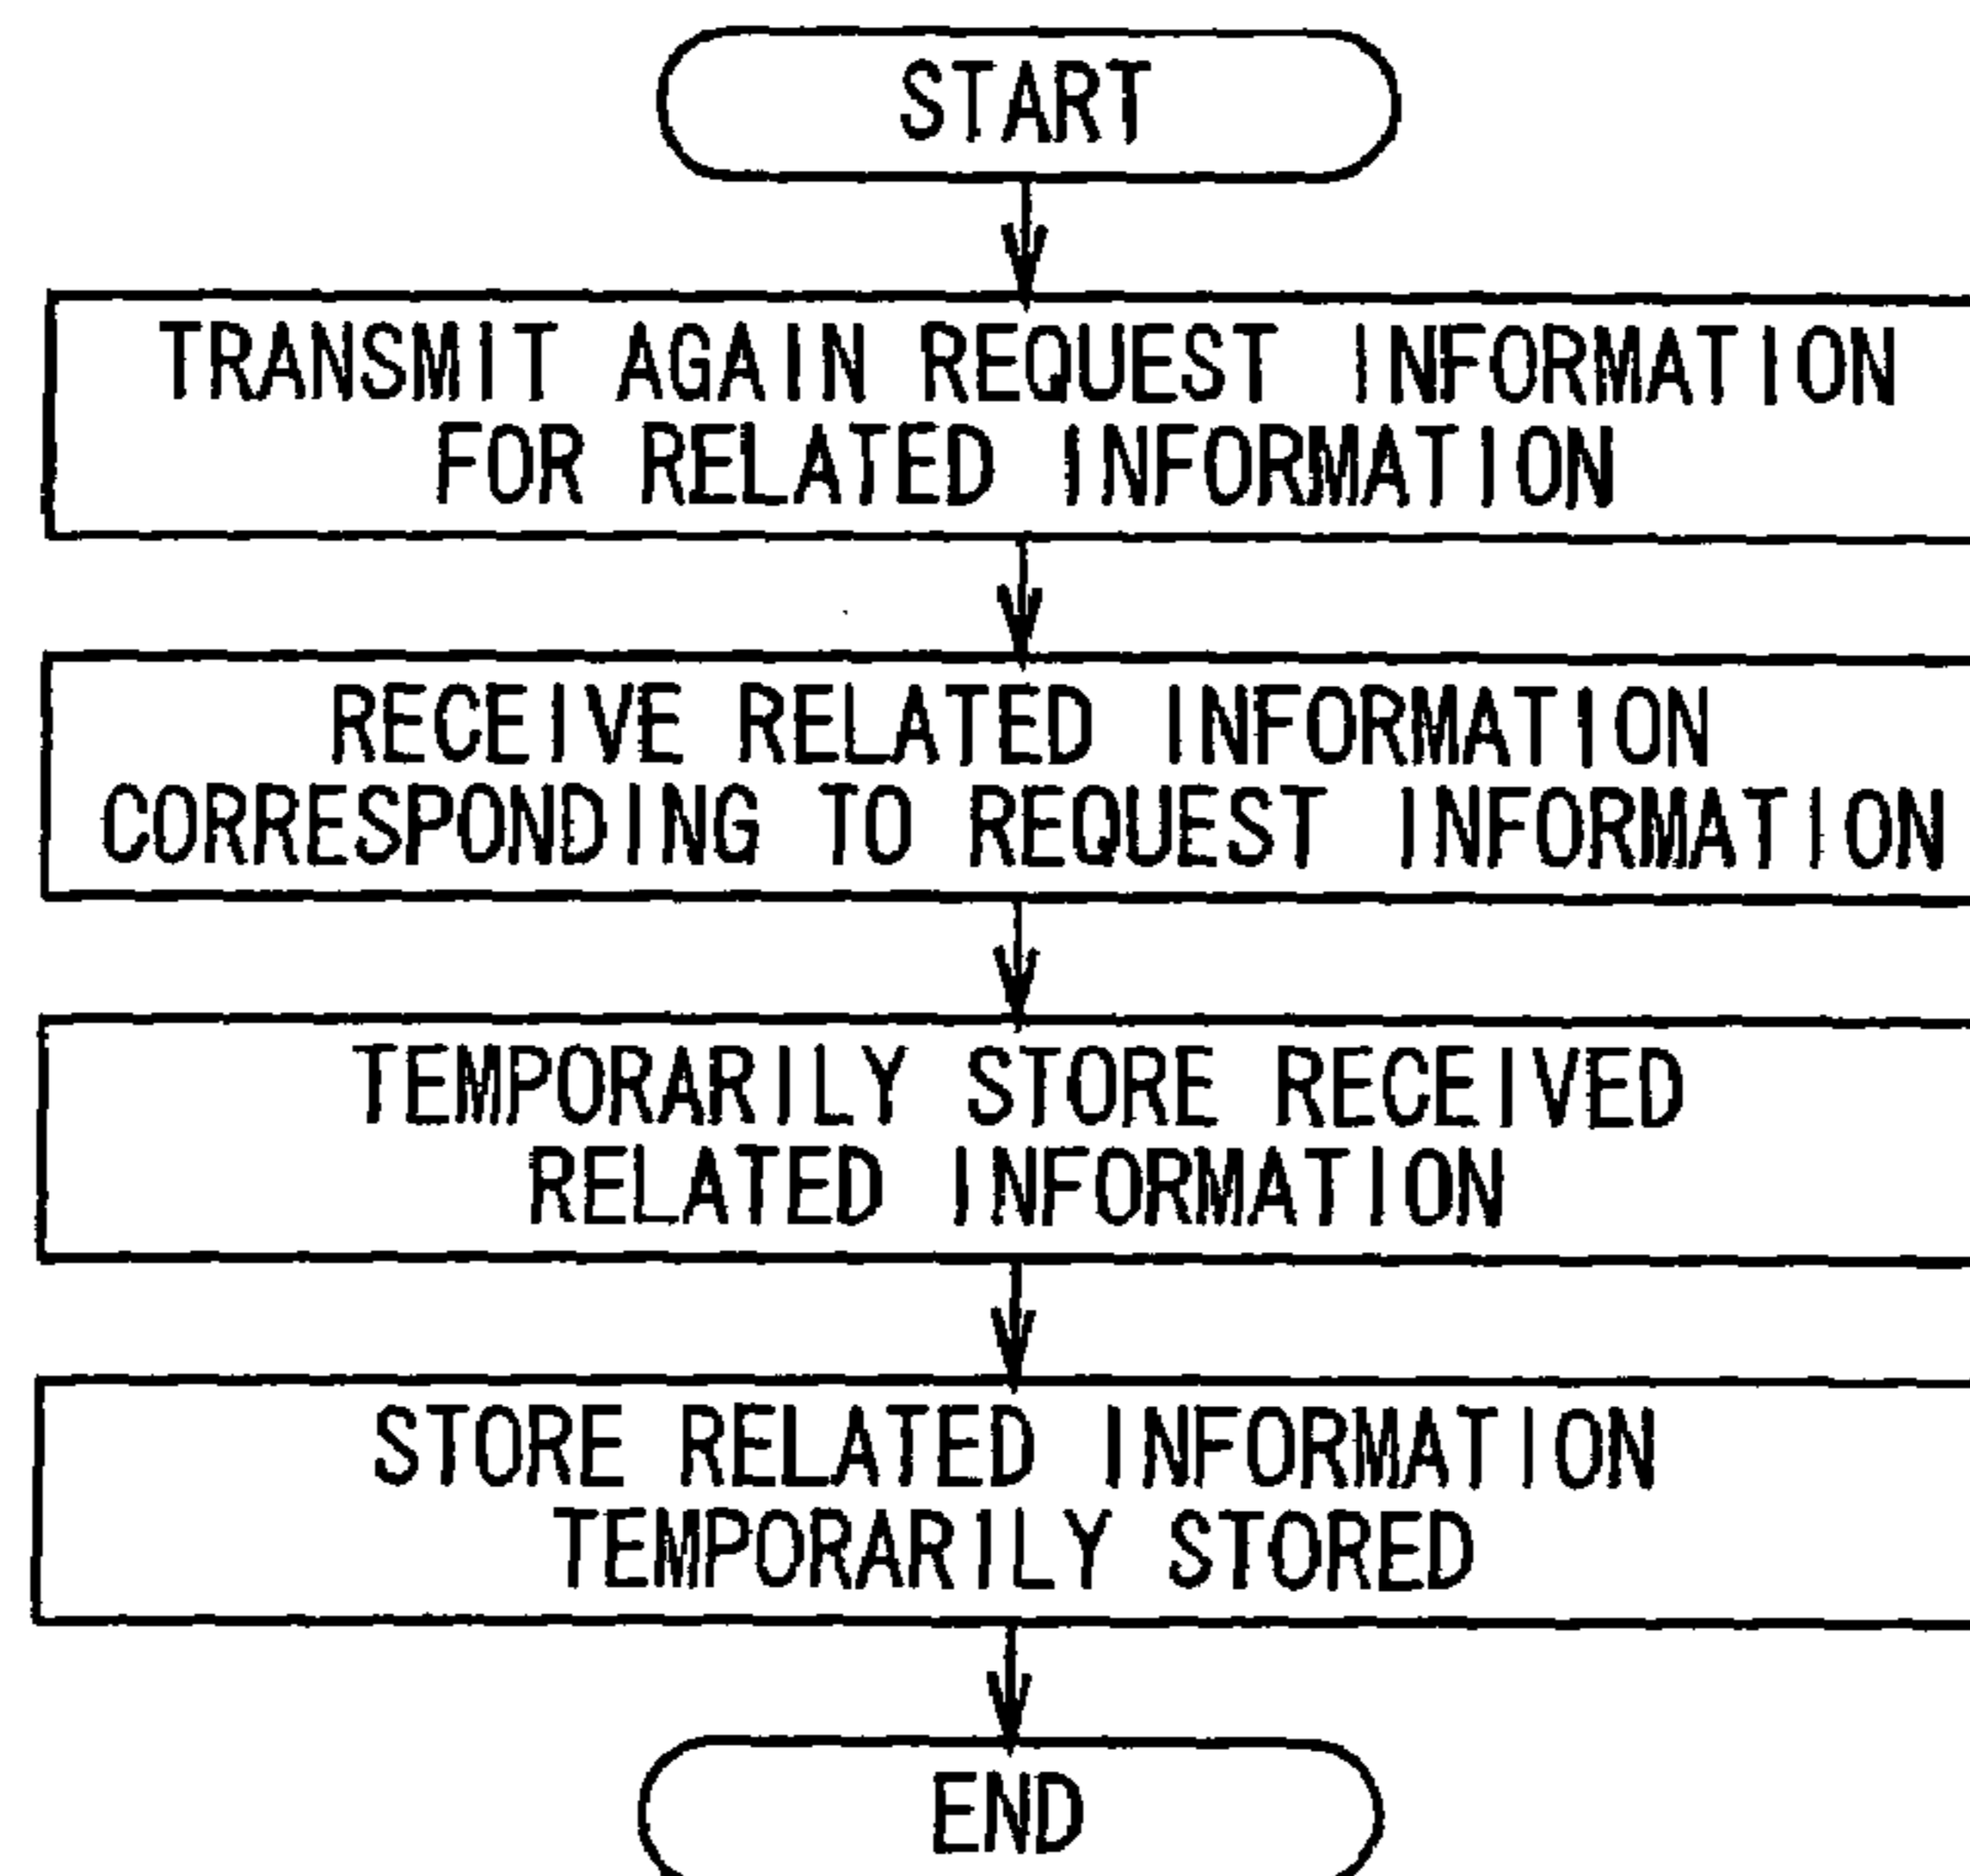 START
TRANSMIT AGAIN REQUEST INFORMATION
FOR RELATED INFORMATION
RECEIVE RELATED INFORMATION
CORRESPONDING TO REQUEST INFORMATION
TEMPORARILY STORE RECEIVED
RELATED INFORMATION
STORE RELATED INFORMATION
TEMPORARILY STORED
END